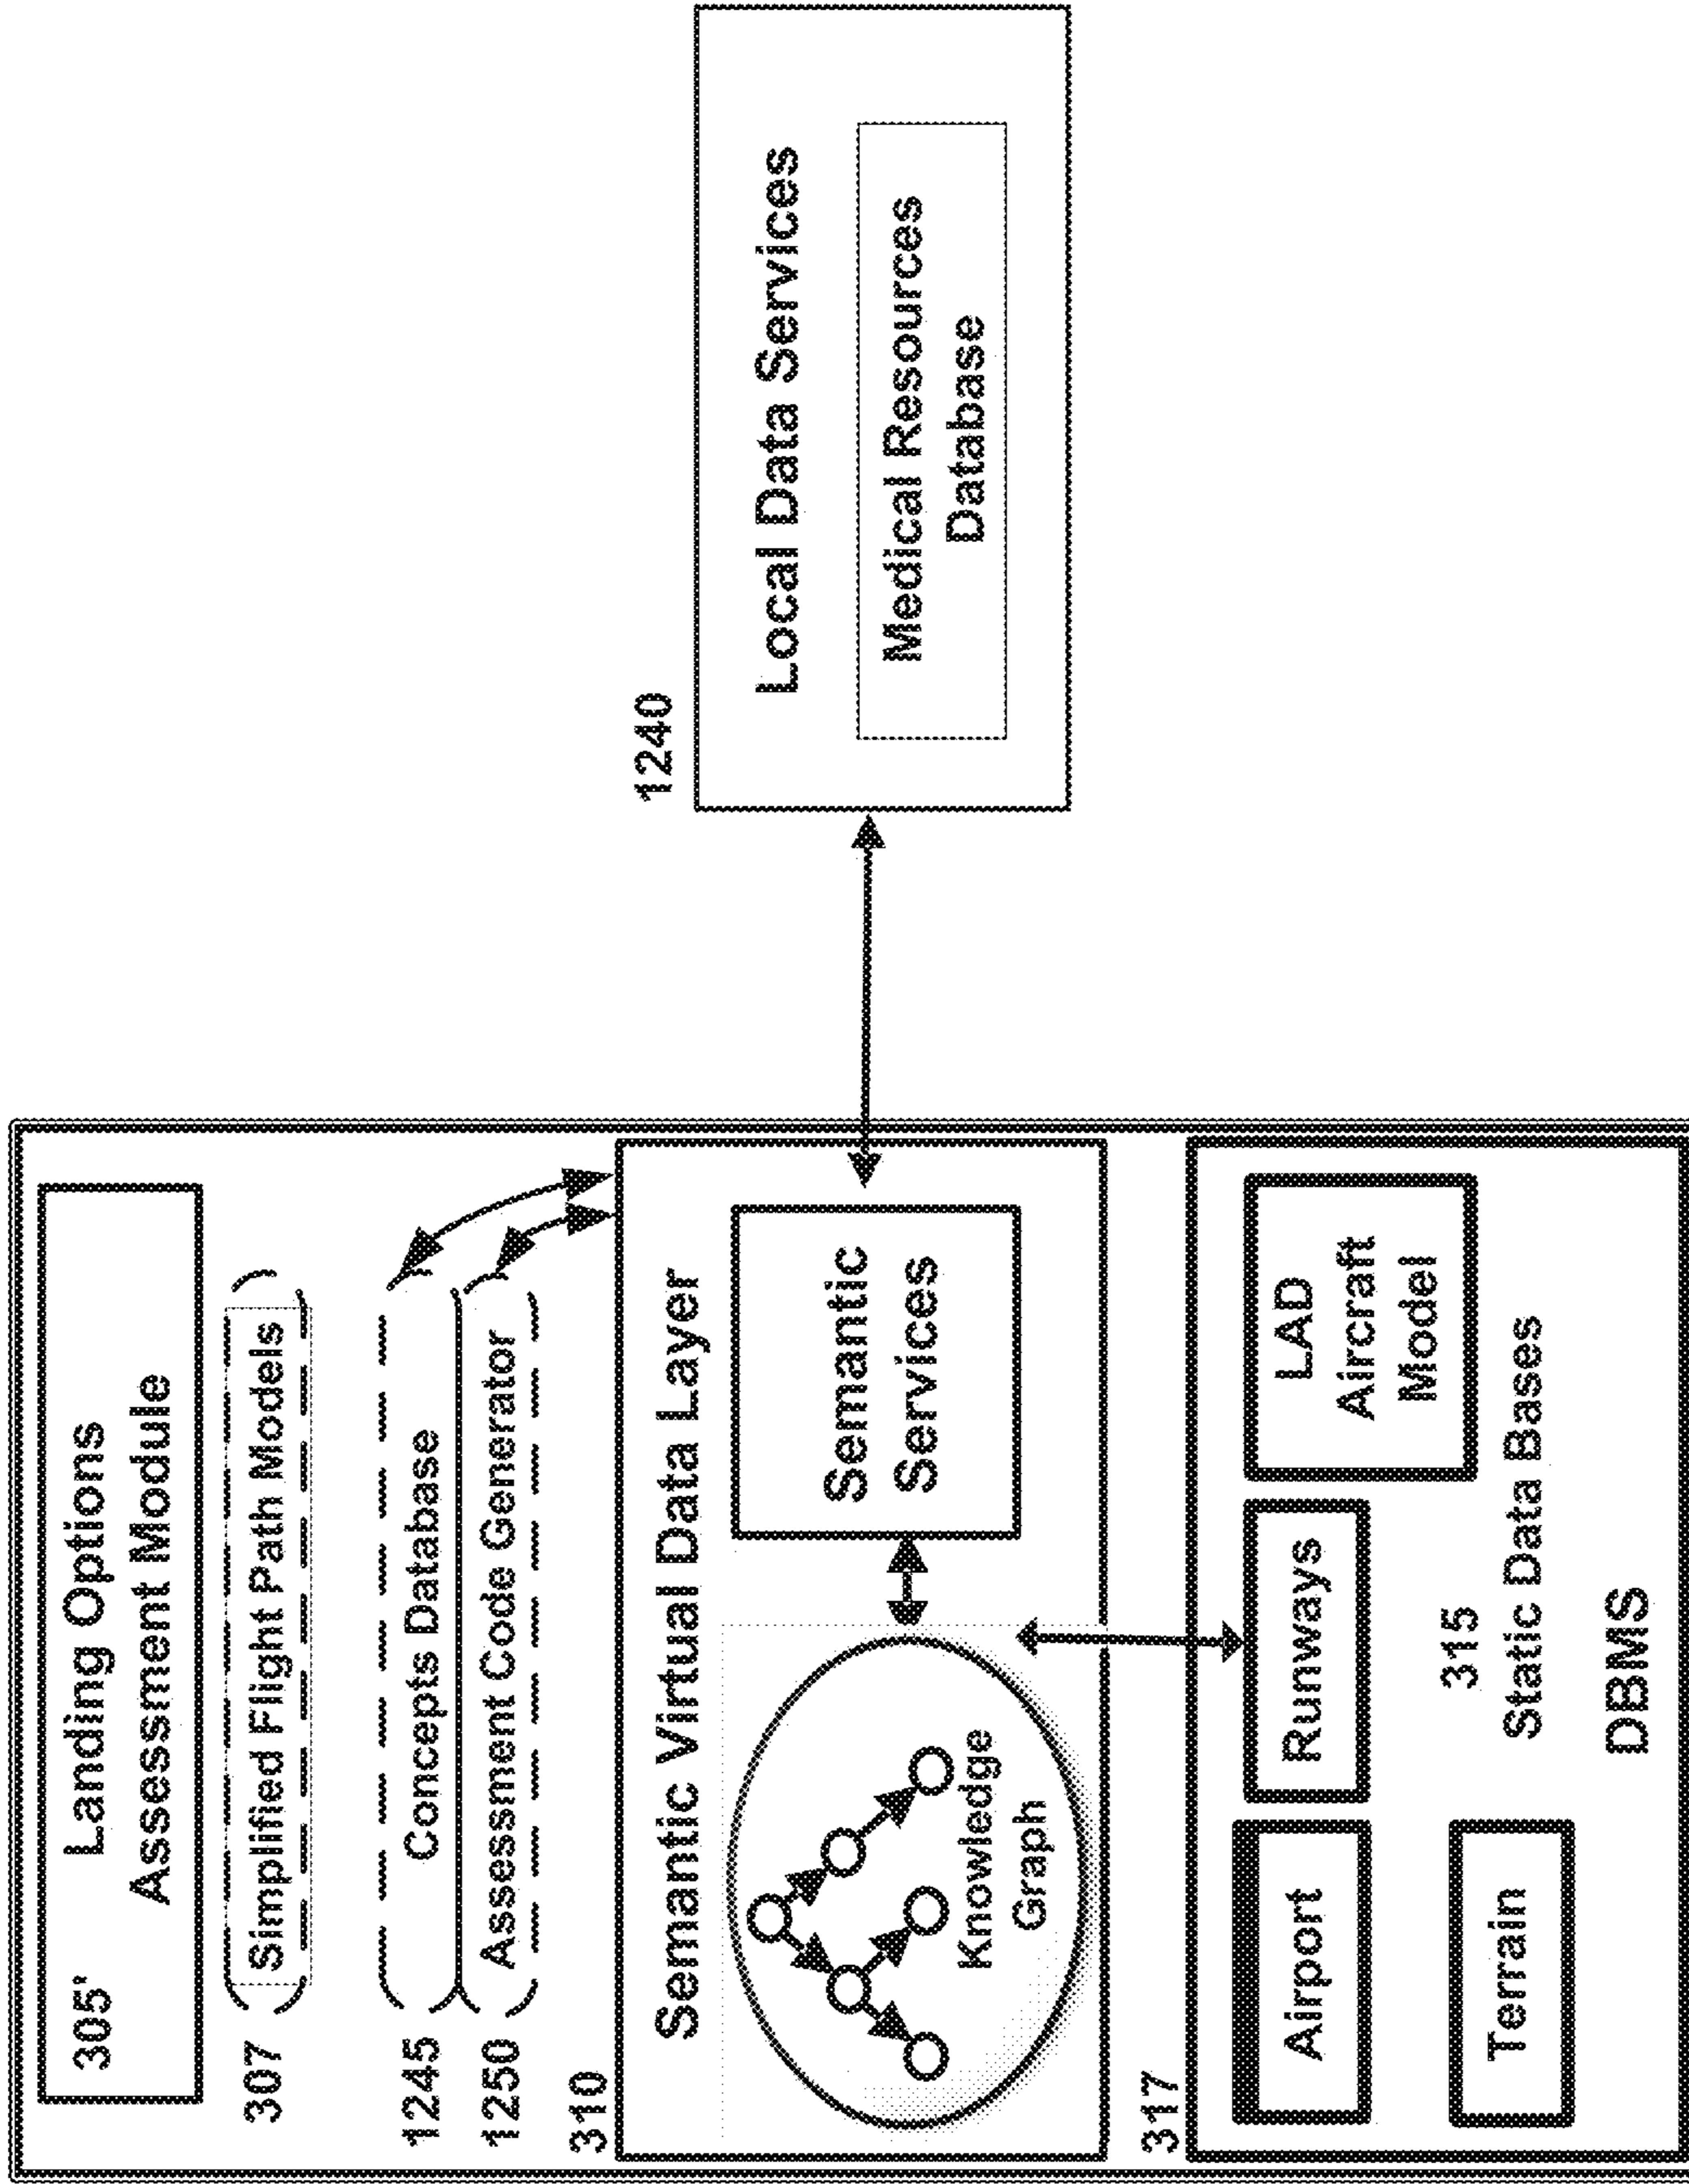 305' Landing Options
Assessment Module
307
Simplified Flight Path Models
1245
Concepts Database
1250
Assessment Code Generator
310
Semantic Virtual Data Layer
Knowledge
Graph
Semantic
Services
317
Airport
Runways
LAD
Aircraft
Model
Terrain
315
Static Data Bases
DBMS
1240
Local Data Services
Medical Resources
Database